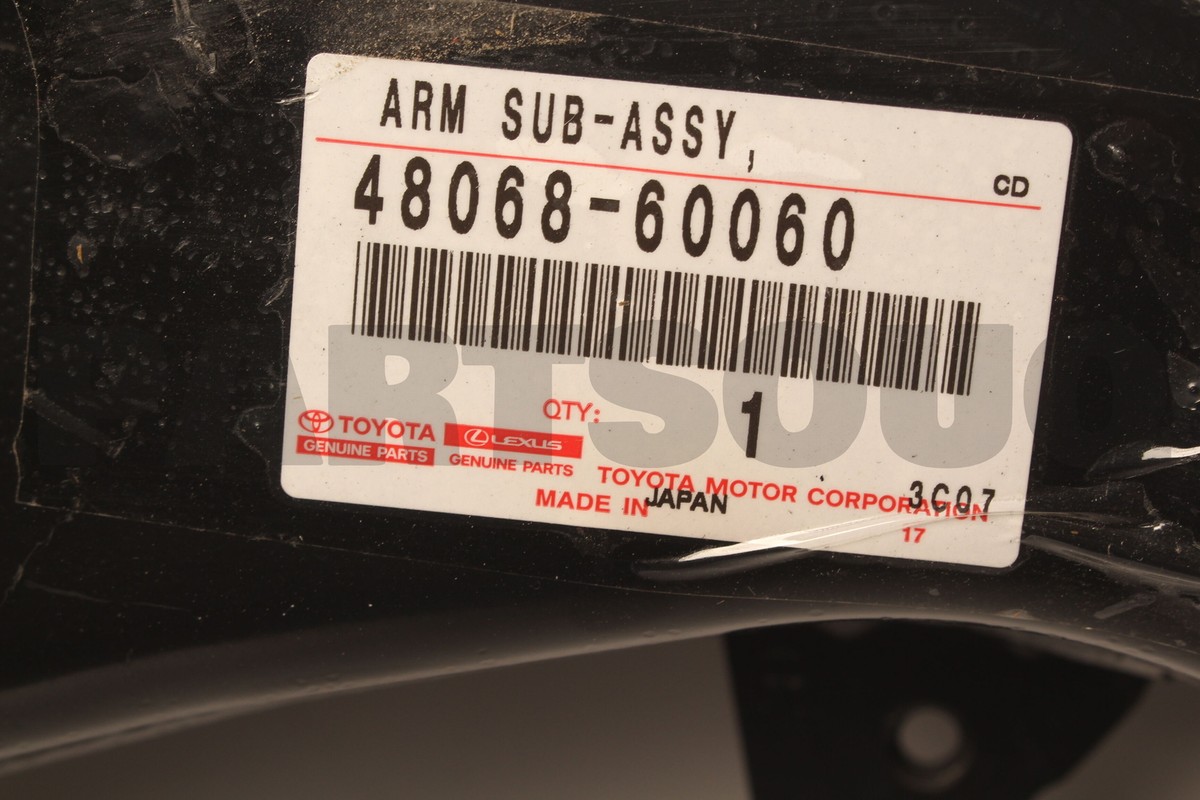 ARM SUB-ASSY,
CD
48068-60060
QTY: 1
TOYOTA LEXUS
GENUINE PARTS GENUINE PARTS
TOYOTA MOTOR CORPORATION 3C07
MADE IN JAPAN
17
ARTSOUQ